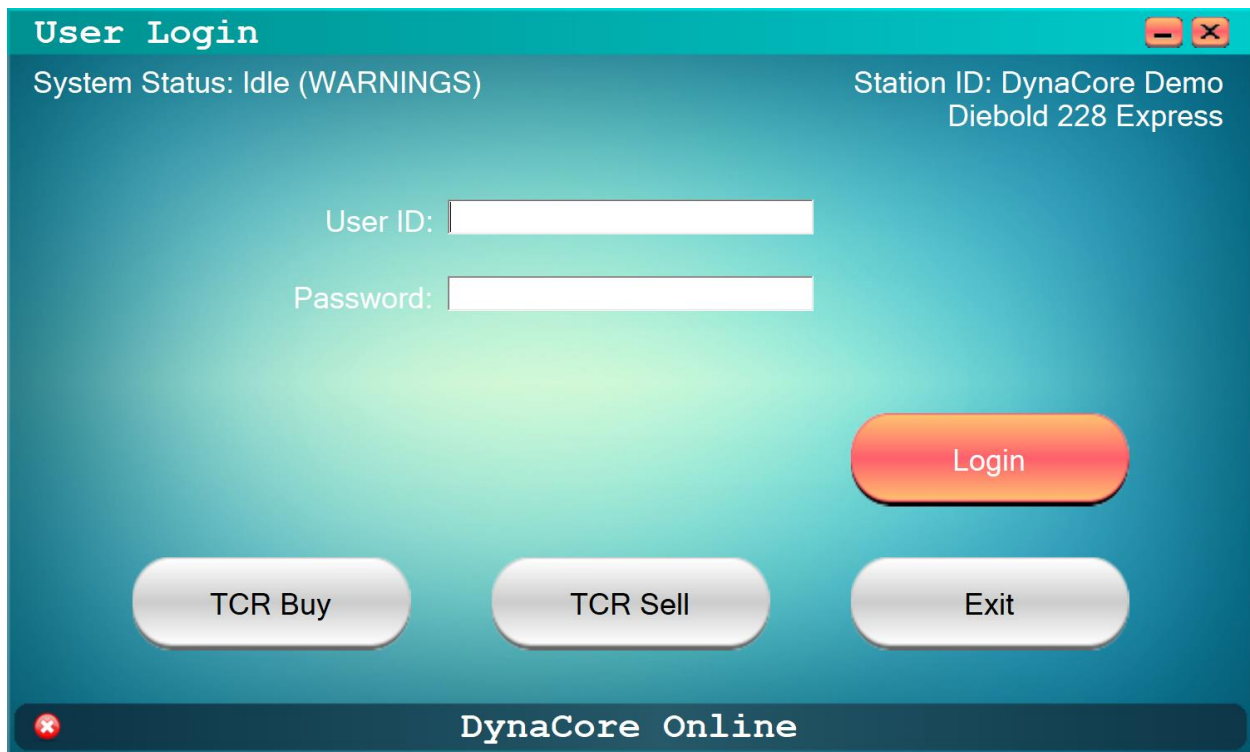 User Login
System Status: Idle (WARNINGS)
Station ID: DynaCore Demo
Diebold 228 Express
User ID:
Password:
Login
TCR Buy
TCR Sell
Exit
DynaCore Online